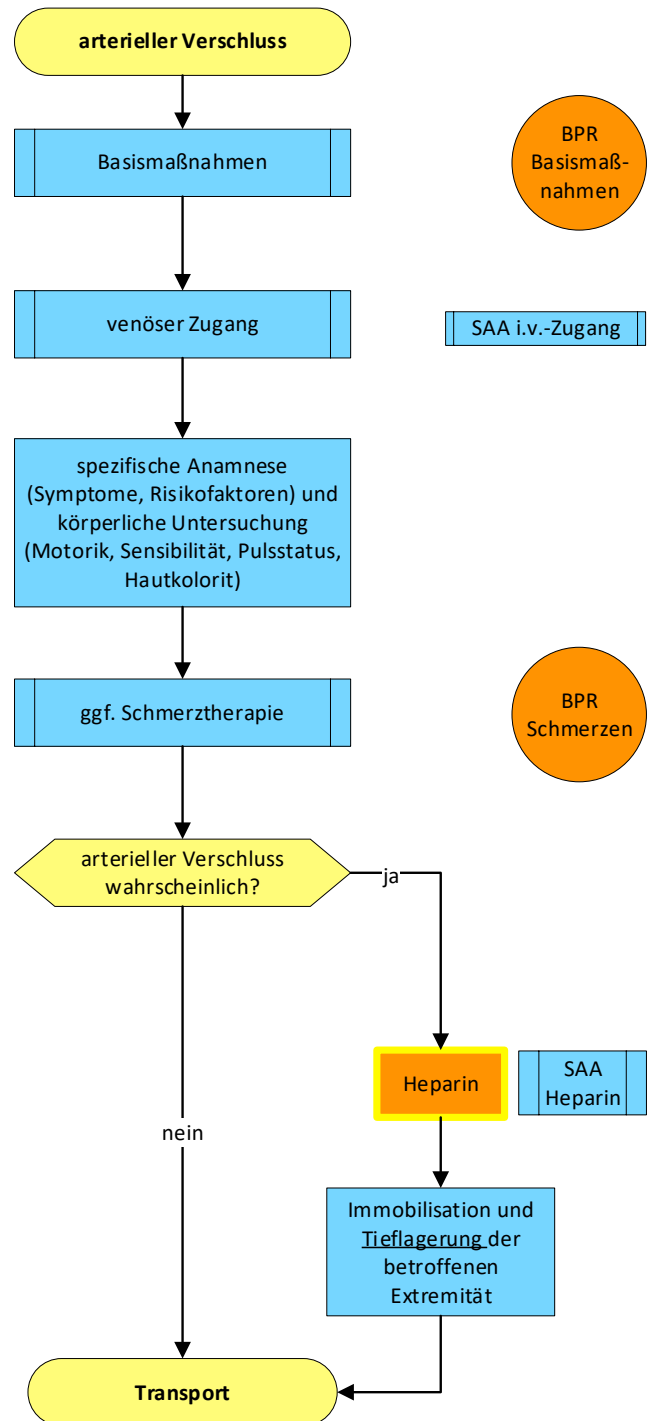 arterieller Verschluss
Basismaßnahmen
BPR
Basismaß-
nahmen
venöser Zugang
SAA i.v.-Zugang
spezifische Anamnese
(Symptome, Risikofaktoren) und
körperliche Untersuchung
(Motorik, Sensibilität, Pulsstatus,
Hautkolorit)
ggf. Schmerztherapie
BPR
Schmerzen
arterieller Verschluss
wahrscheinlich?
ja
Heparin
SAA
Heparin
nein
Immobilisation und
Tieflagerung der
betroffenen
Extremität
Transport